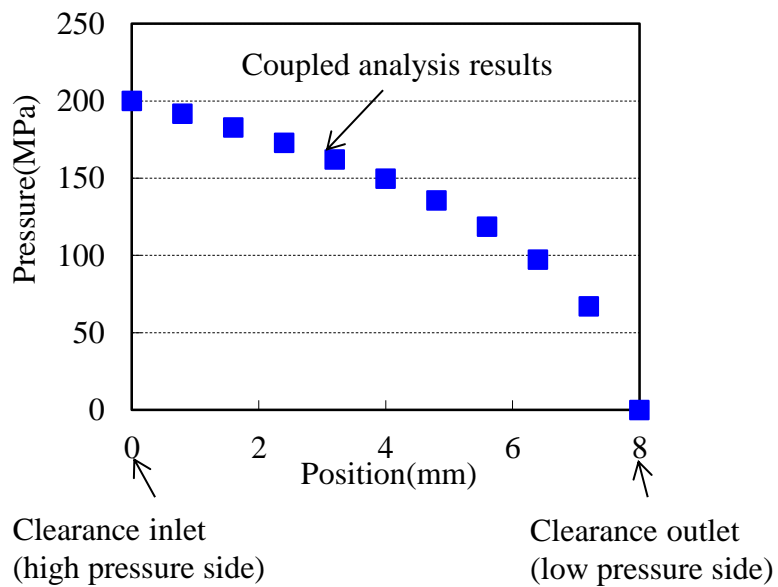 250
Coupled analysis results
200
150
100
50
0
Pressure(MPa)
0 2 4 6 8
Position(mm)
Clearance inlet
(high pressure side)
Clearance outlet
(low pressure side)